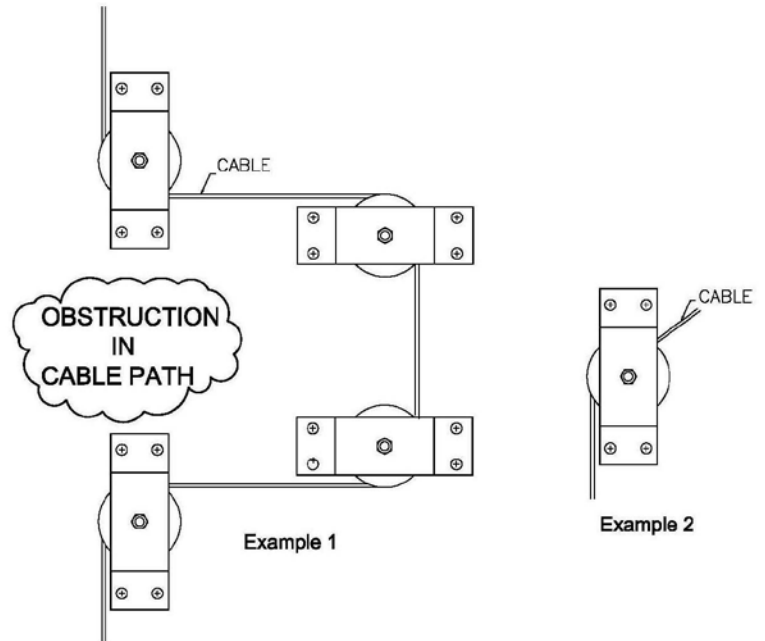 CABLE
OBSTRUCTION
IN
CABLE PATH
CABLE
Example 1
Example 2